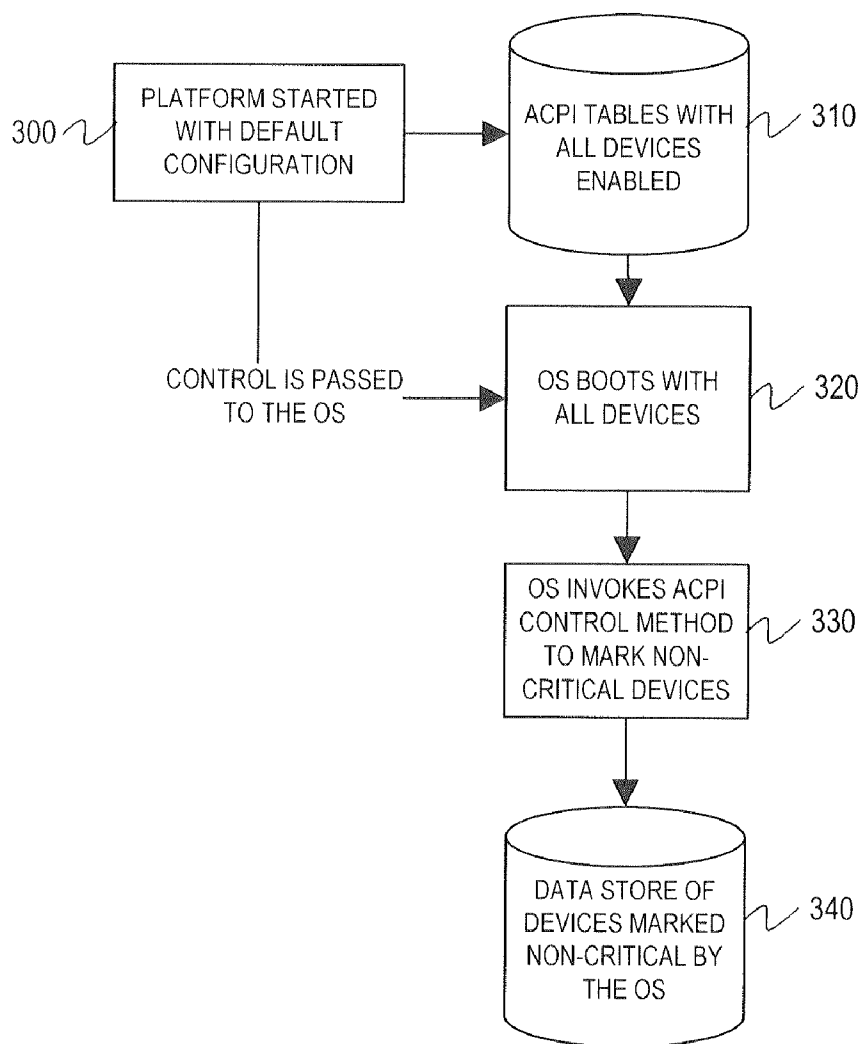 PLATFORM STARTED
WITH DEFAULT
CONFIGURATION
300
ACPI TABLES WITH
ALL DEVICES
ENABLED
310
CONTROL IS PASSED
TO THE OS
OS BOOTS WITH
ALL DEVICES
320
OS INVOKES ACPI
CONTROL METHOD
TO MARK NON-
CRITICAL DEVICES
330
DATA STORE OF
DEVICES MARKED
NON-CRITICAL BY
THE OS
340